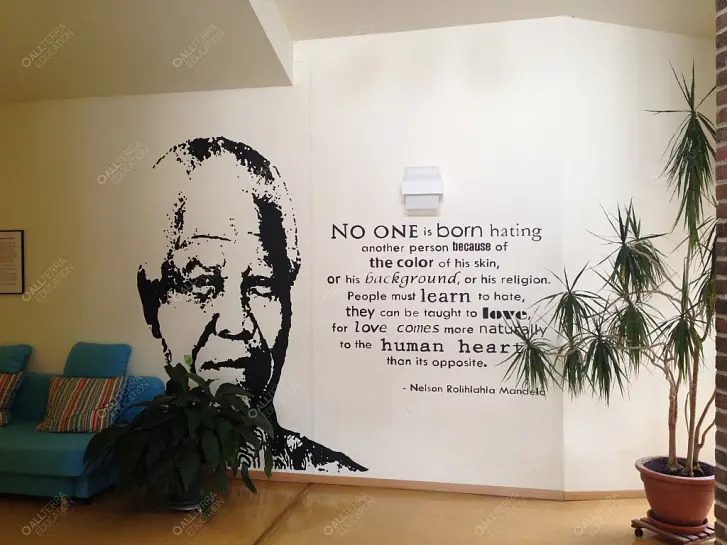 No one is born hating
another person because of
the color of his skin,
or his background, or his religion.
People must learn to hate,
they can be taught to love,
for love comes more naturally
to the human heart
than its opposite.
- Nelson Rolihlahla Mandela
ALLTERRA
EDUCATION